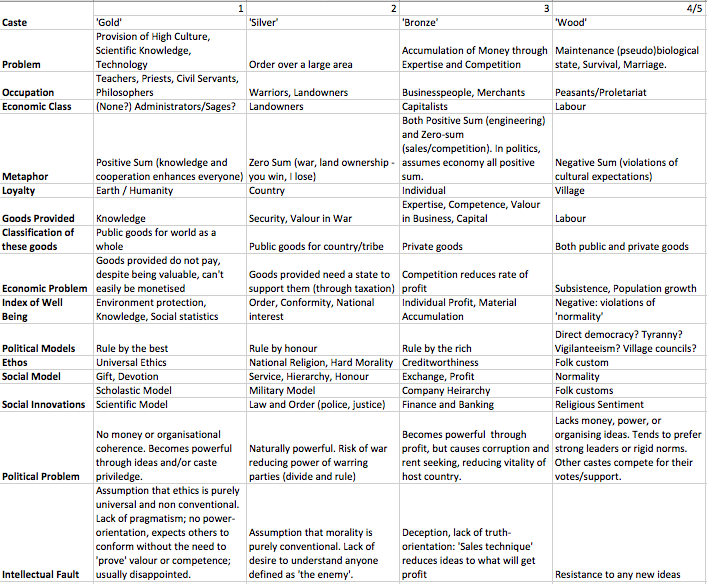 1
2
3
4/5
Caste
'Gold'
'Silver'
'Bronze'
'Wood'
Problem
Provision of High Culture,
Scientific Knowledge,
Technology
Order over a large area
Accumulation of Money through
Expertise and Competition
Maintenance (pseudo)biological
state, Survival, Marriage.
Occupation
Teachers, Priests, Civil Servants,
Philosophers
Warriors, Landowners
Businesspeople, Merchants
Peasants/Proletariat
Economic Class
(None?) Administrators/Sages?
Landowners
Capitalists
Labour
Metaphor
Positive Sum (knowledge and
cooperation enhances everyone)
Zero Sum (war, land ownership -
you win, I lose)
Both Positive Sum (engineering)
and Zero-sum
(sales/competition). In politics,
assumes economy all positive
sum.
Negative Sum (violations of
cultural expectations)
Loyalty
Earth / Humanity
Country
Individual
Village
Goods Provided
Knowledge
Security, Valour in War
Expertise, Competence, Valour
in Business, Capital
Labour
Classification of
these goods
Public goods for world as a
whole
Public goods for country/tribe
Private goods
Both public and private goods
Economic Problem
Goods provided do not pay,
despite being valuable, can't
easily be monetised
Goods provided need a state to
support them (through taxation)
Competition reduces rate of
profit
Subsistence, Population growth
Index of Well
Being
Environment protection,
Knowledge, Social statistics
Order, Conformity, National
interest
Individual Profit, Material
Accumulation
Negative: violations of
'normality'
Political Models
Rule by the best
Rule by honour
Rule by the rich
Direct democracy? Tyranny?
Vigilanteeism? Village councils?
Ethos
Universal Ethics
National Religion, Hard Morality
Creditworthiness
Folk custom
Social Model
Gift, Devotion
Service, Hierarchy, Honour
Exchange, Profit
Normality
Social Innovations
Scholastic Model
Scientific Model
Military Model
Law and Order (police, justice)
Company Heirarchy
Finance and Banking
Folk customs
Religious Sentiment
Political Problem
No money or organisational
coherence. Becomes powerful
through ideas and/or caste
priviledge.
Naturally powerful. Risk of war
reducing power of warring
parties (divide and rule)
Becomes powerful through
profit, but causes corruption and
rent seeking, reducing vitality of
host country.
Lacks money, power, or
organising ideas. Tends to prefer
strong leaders or rigid norms.
Other castes compete for their
votes/support.
Intellectual Fault
Assumption that ethics is purely
universal and non conventional.
Lack of pragmatism; no power-
orientation, expects others to
conform without the need to
'prove' valour or competence;
usually disappointed.
Assumption that morality is
purely conventional. Lack of
desire to understand anyone
defined as 'the enemy'.
Deception, lack of truth-
orientation: 'Sales technique'
reduces ideas to what will get
profit
Resistance to any new ideas